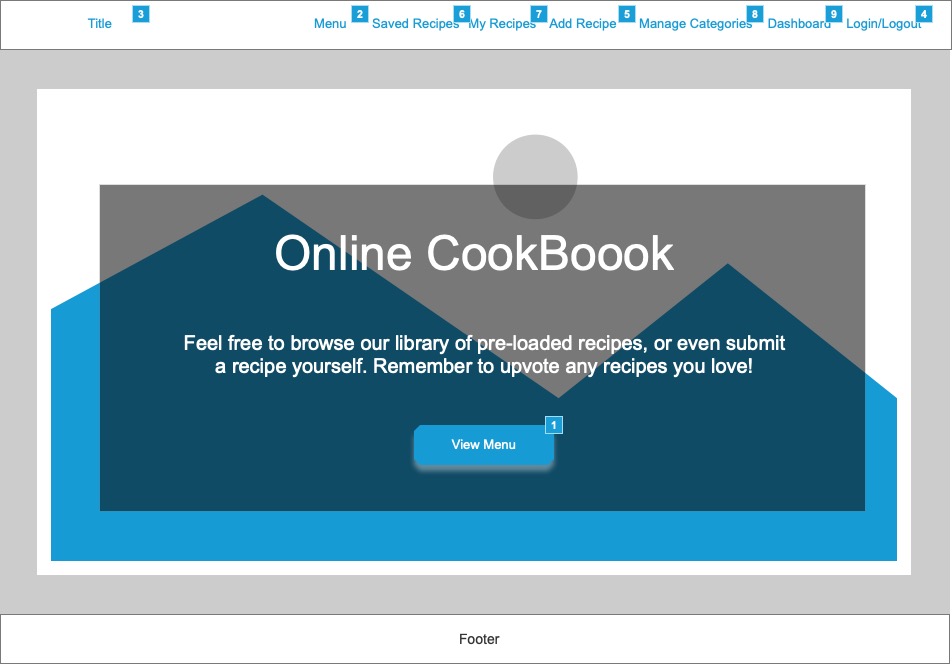 Title 3 Menu 2 Saved Recipes 6 My Recipes 7 Add Recipe 5 Manage Categories 8 Dashboard 9 Login/Logout 4
Online CookBoook
Feel free to browse our library of pre-loaded recipes, or even submit
a recipe yourself. Remember to upvote any recipes you love!
View Menu 1
Footer